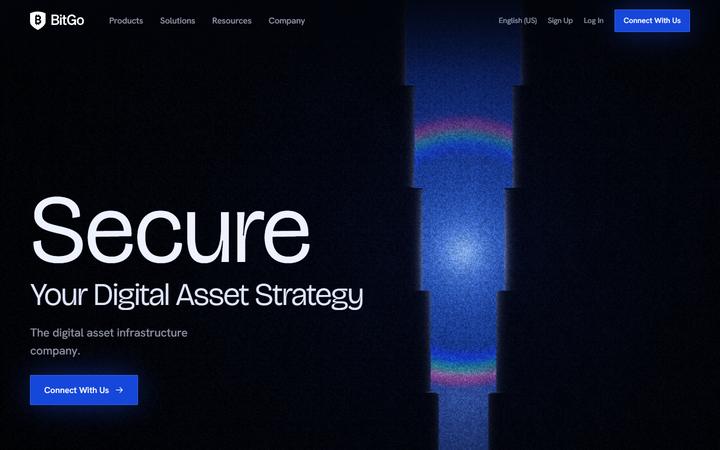 BitGo
Products
Solutions
Resources
Company
English (US)
Sign Up
Log In
Connect With Us
Secure
Your Digital Asset Strategy
The digital asset infrastructure
company.
Connect With Us →